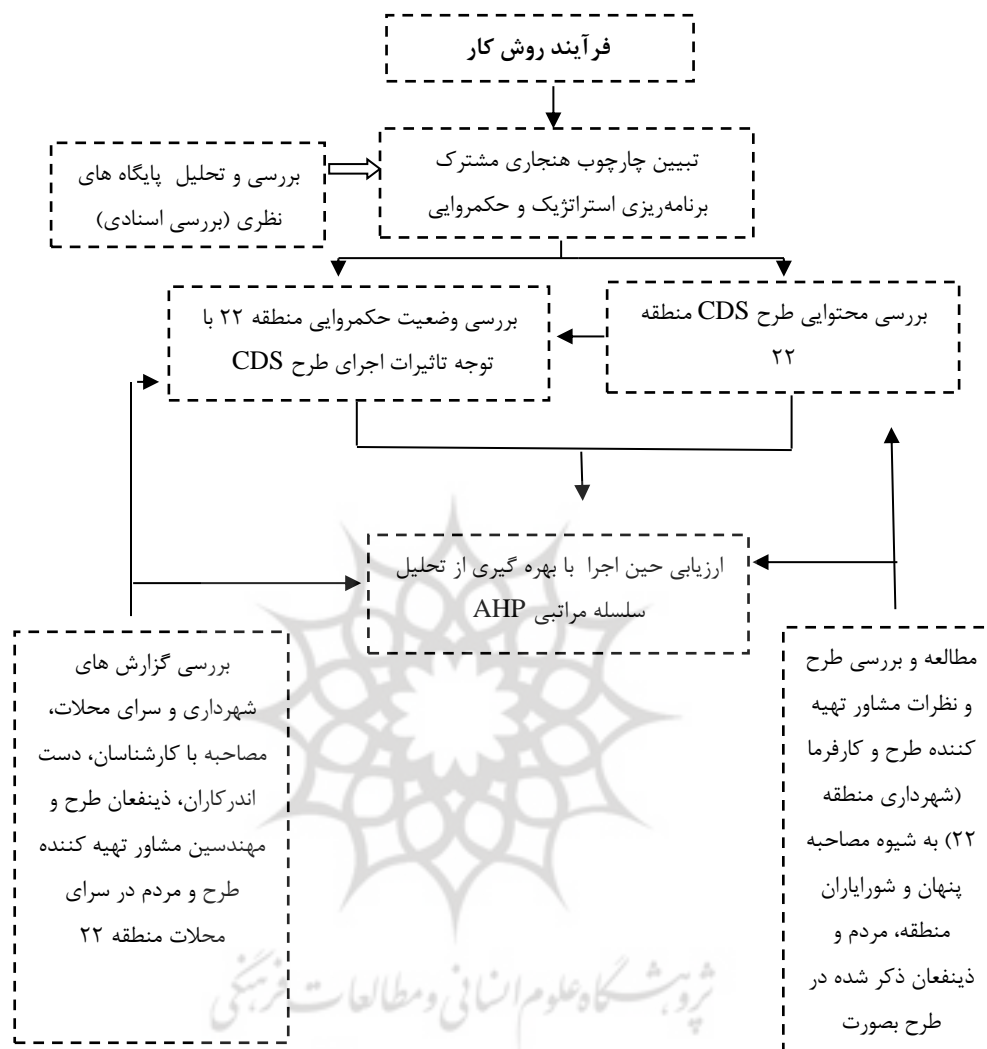 فرآیند روش کار
تبیین چارچوب هنجاری مشترک
برنامه‌ریزی استراتژیک و حکمروایی
بررسی و تحلیل پایگاه های
نظری (بررسی اسنادی)
بررسی محتوایی طرح CDS منطقه
۲۲
بررسی وضعیت حکمروایی منطقه ۲۲ با
توجه تاثیرات اجرای طرح CDS
ارزیابی حین اجرا با بهره گیری از تحلیل
سلسله مراتبی AHP
مطالعه و بررسی طرح
و نظرات مشاور تهیه
کننده طرح و کارفرما
(شهرداری منطقه
۲۲) به شیوه مصاحبه
پنهان و شورایاران
منطقه، مردم و
ذینفعان ذکر شده در
طرح بصورت
بررسی گزارش های
شهرداری و سرای محلات،
مصاحبه با کارشناسان، دست
اندرکاران، ذینفعان طرح و
مهندسین مشاور تهیه کننده
طرح و مردم در سرای
محلات منطقه ۲۲
پژوهشگاه علوم انسانی و مطالعات فرهنگی